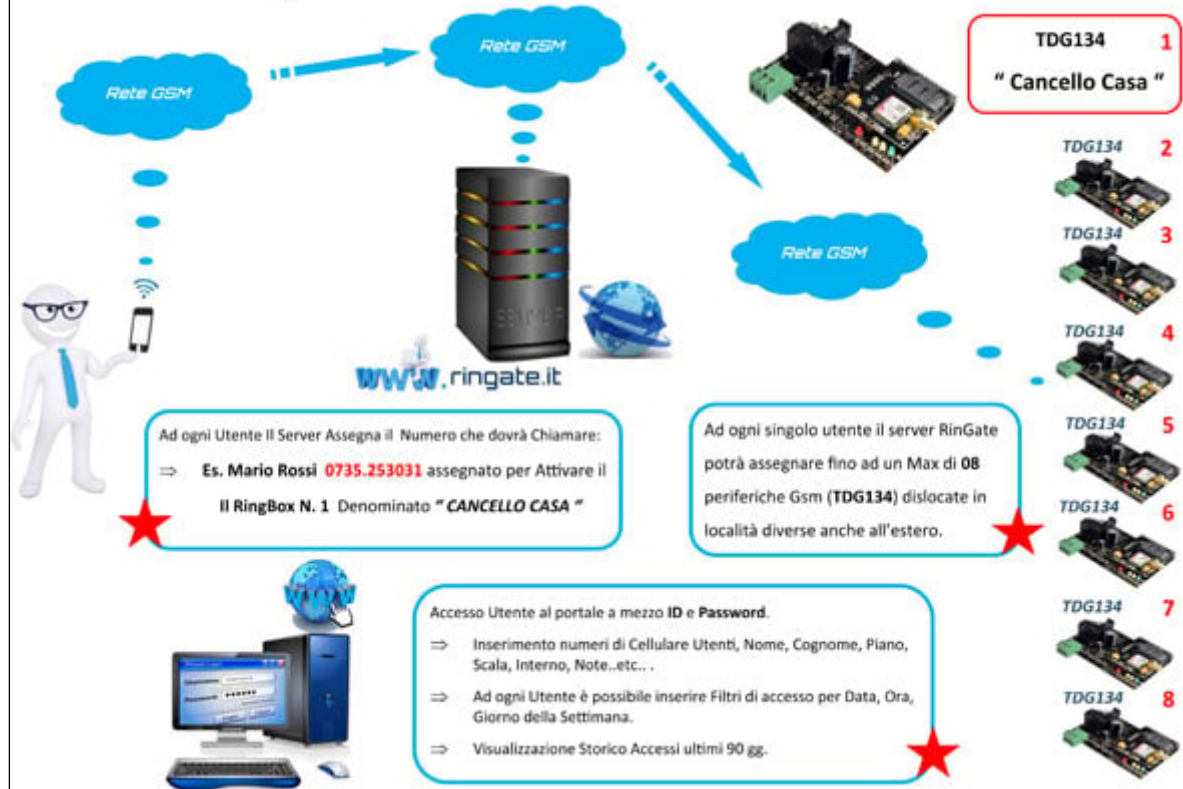 Rete GSM
Rete GSM
TDG134 1
" Cancello Casa "
TDG134 2
TDG134 3
Rete GSM
TDG134 4
SERVER
www.ringate.it
TDG134 5
Ad ogni Utente Il Server Assegna il Numero che dovrà Chiamare:
⇒ Es. Mario Rossi 0735.253031 assegnato per Attivare il
Il RingBox N. 1 Denominato " CANCELLO CASA "
Ad ogni singolo utente il server RinGate
potrà assegnare fino ad un Max di 08
periferiche Gsm (TDG134) dislocate in
località diverse anche all'estero.
TDG134 6
TDG134 7
TDG134 8
WWW
Accesso Utente al portale a mezzo ID e Password.
⇒ Inserimento numeri di Cellulare Utenti, Nome, Cognome, Piano,
Scala, Interno, Note..etc.. .
⇒ Ad ogni Utente è possibile inserire Filtri di accesso per Data, Ora,
Giorno della Settimana.
⇒ Visualizzazione Storico Accessi ultimi 90 gg.